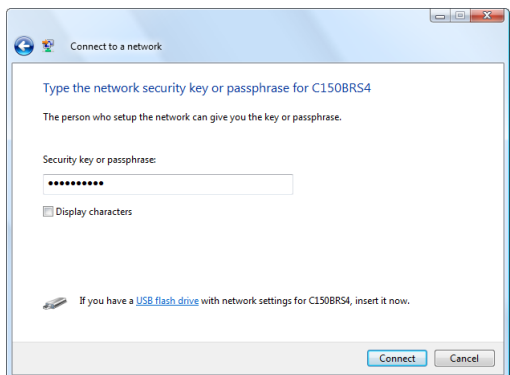 Connect to a network
Type the network security key or passphrase for C150BRS4
The person who setup the network can give you the key or passphrase.
Security key or passphrase:
••••••••••
Display characters
If you have a USB flash drive with network settings for C150BRS4, insert it now.
Connect Cancel